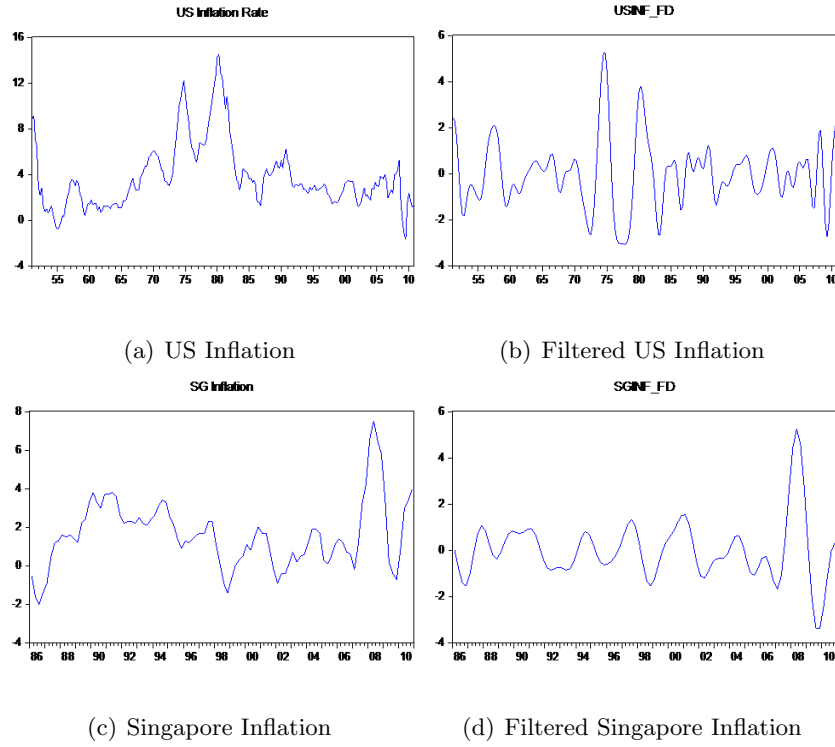 US Inflation Rate
USINF_FD
16
12
8
4
0
-4
55 60 65 70 75 80 85 90 95 00 05 10
6
4
2
0
-2
-4
55 60 65 70 75 80 85 90 95 00 05 10
(a) US Inflation
(b) Filtered US Inflation
SG Inflation
SGINF_FD
8
6
4
2
0
-2
-4
86 88 90 92 94 96 98 00 02 04 06 08 10
6
4
2
0
-2
-4
86 88 90 92 94 96 98 00 02 04 06 08 10
(c) Singapore Inflation
(d) Filtered Singapore Inflation